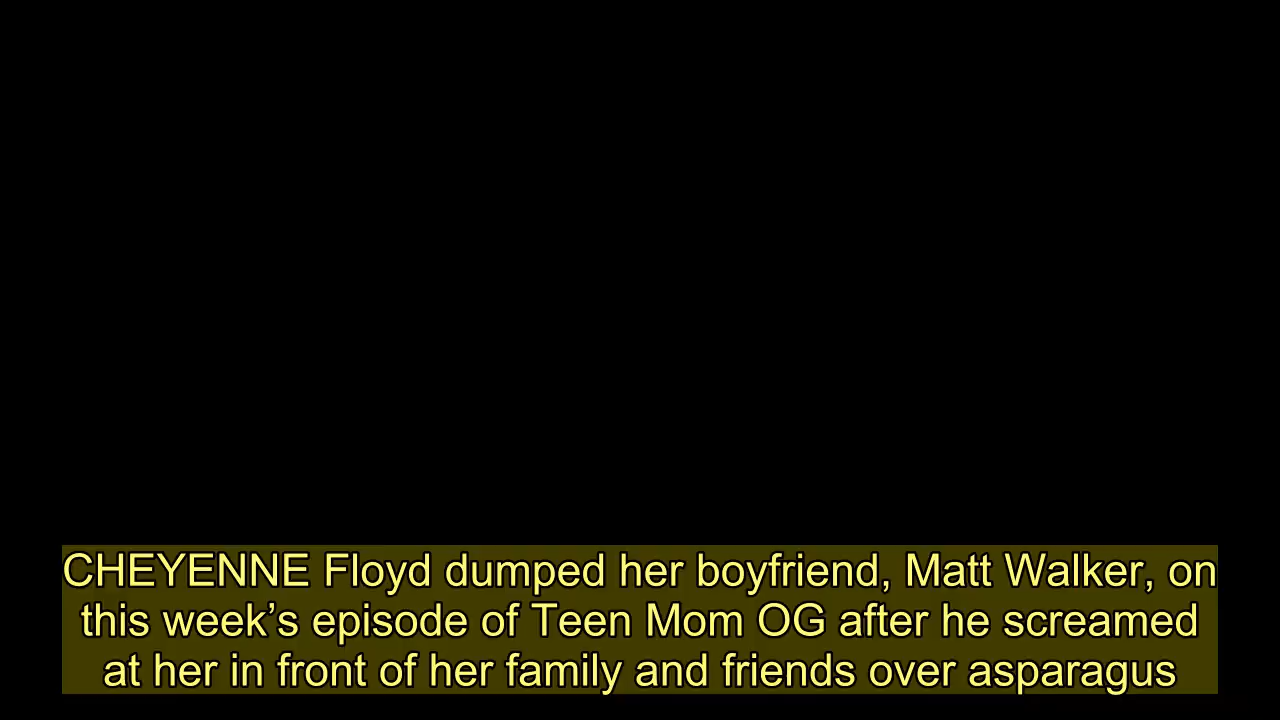 CHEYENNE Floyd dumped her boyfriend, Matt Walker, on
this week’s episode of Teen Mom OG after he screamed
at her in front of her family and friends over asparagus